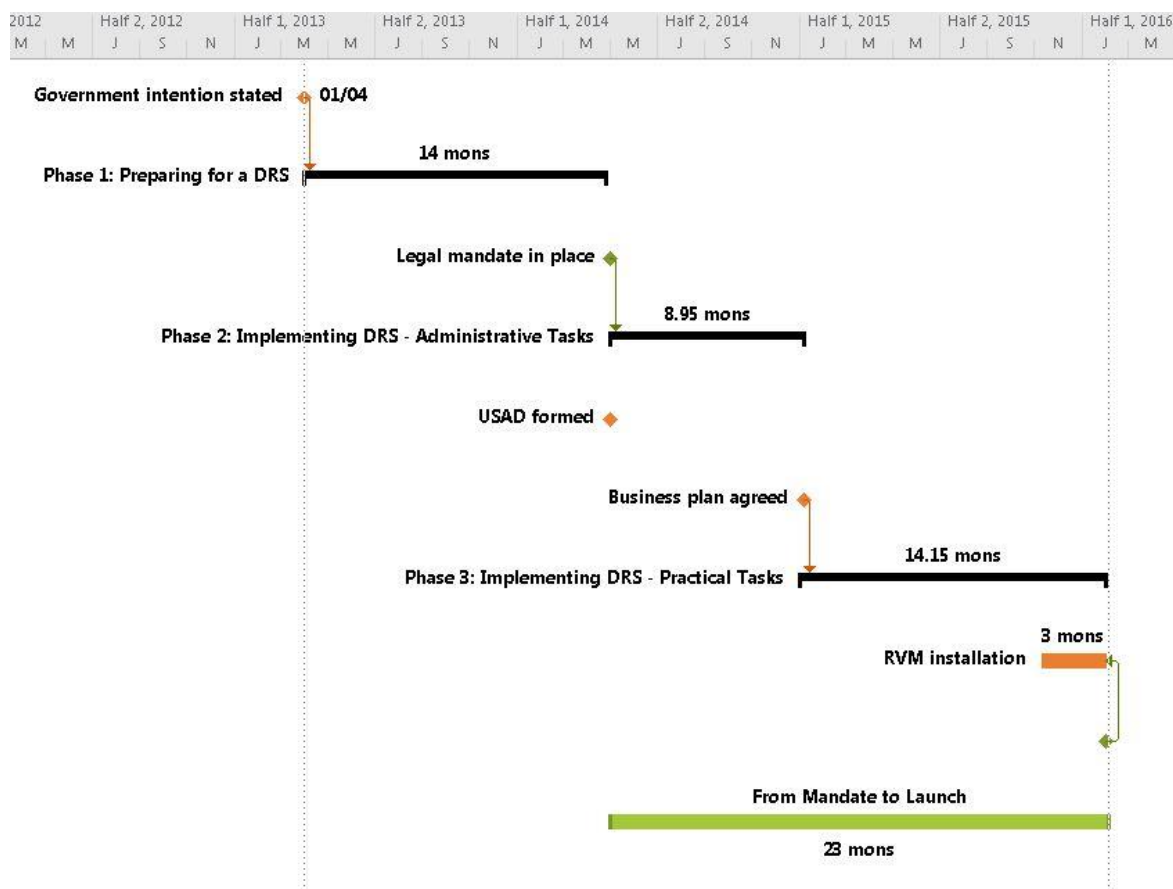 2012 Half 2, 2012 Half 1, 2013 Half 2, 2013 Half 1, 2014 Half 2, 2014 Half 1, 2015 Half 2, 2015 Half 1, 2016
M M J S N J M M J S N J M M J S N J M M J S N J M
Government intention stated 01/04
14 mons
Phase 1: Preparing for a DRS
Legal mandate in place
8.95 mons
Phase 2: Implementing DRS - Administrative Tasks
USAD formed
Business plan agreed
14.15 mons
Phase 3: Implementing DRS - Practical Tasks
3 mons
RVM installation
From Mandate to Launch
23 mons